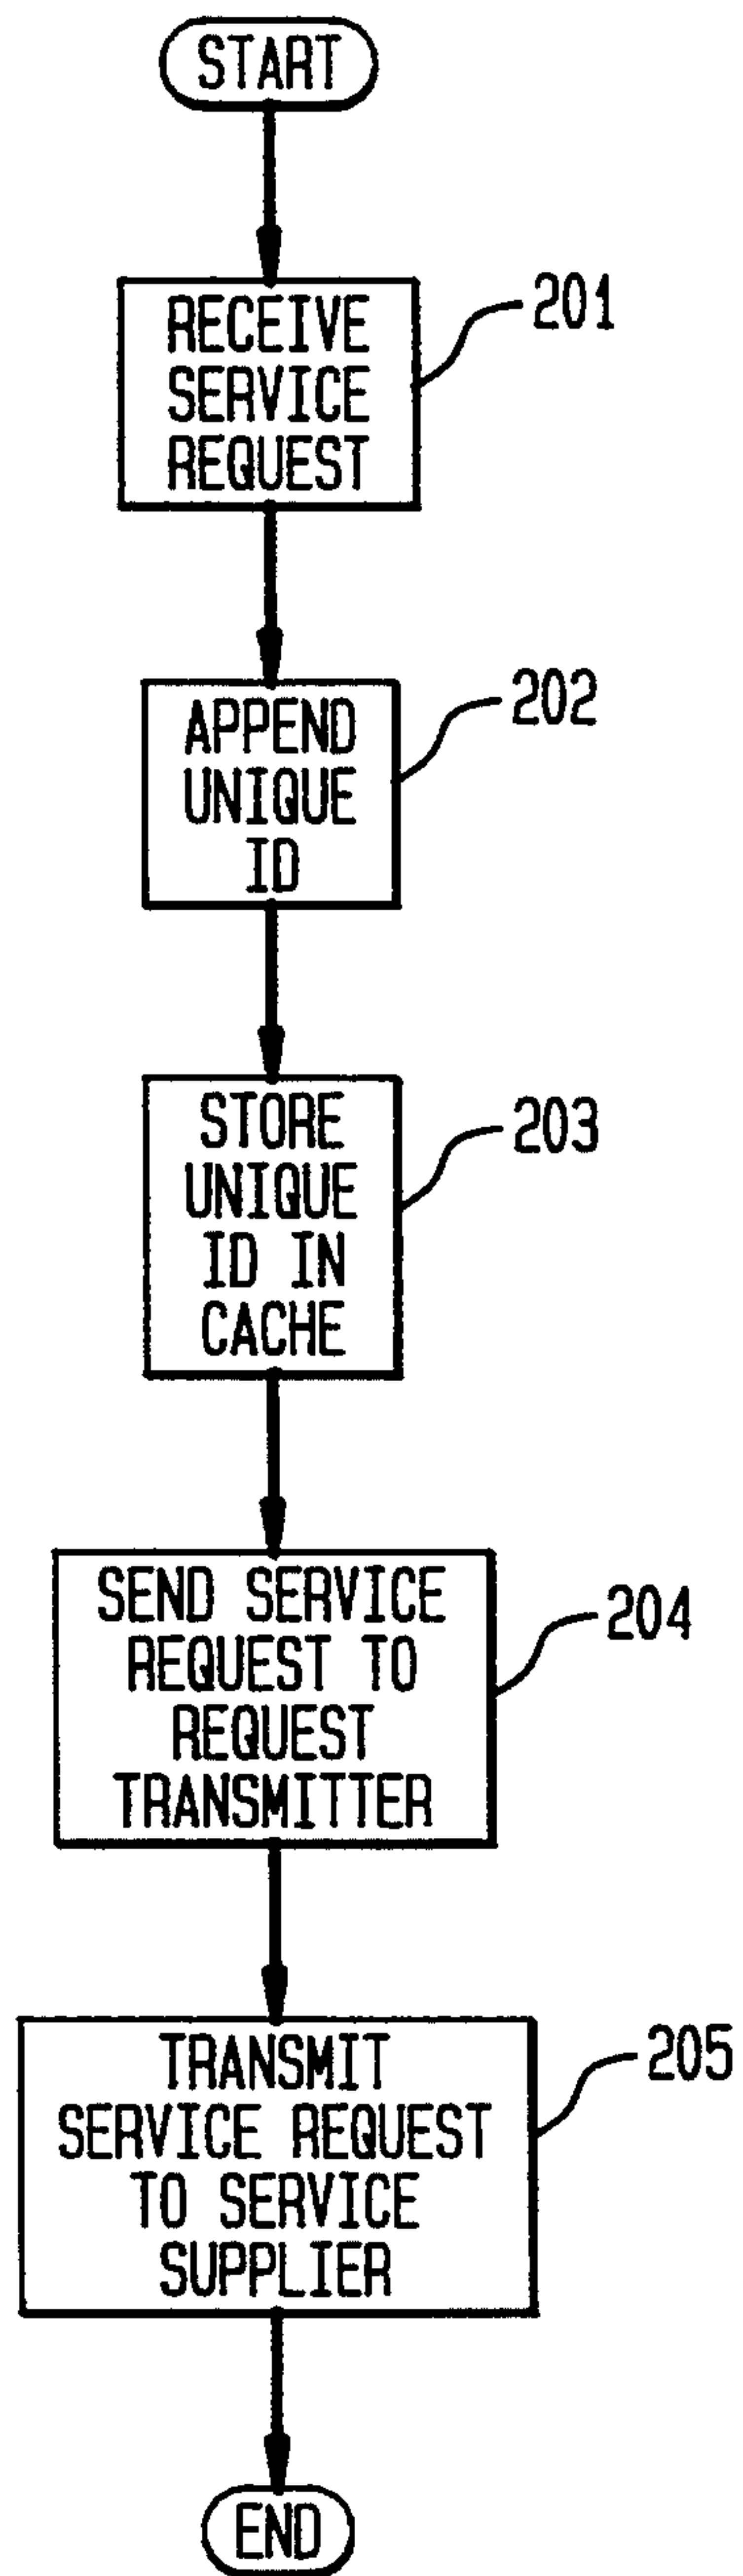 START
RECEIVE
SERVICE
REQUEST
201
APPEND
UNIQUE
ID
202
STORE
UNIQUE
ID IN
CACHE
203
SEND SERVICE
REQUEST TO
REQUEST
TRANSMITTER
204
TRANSMIT
SERVICE REQUEST
TO SERVICE
SUPPLIER
205
END